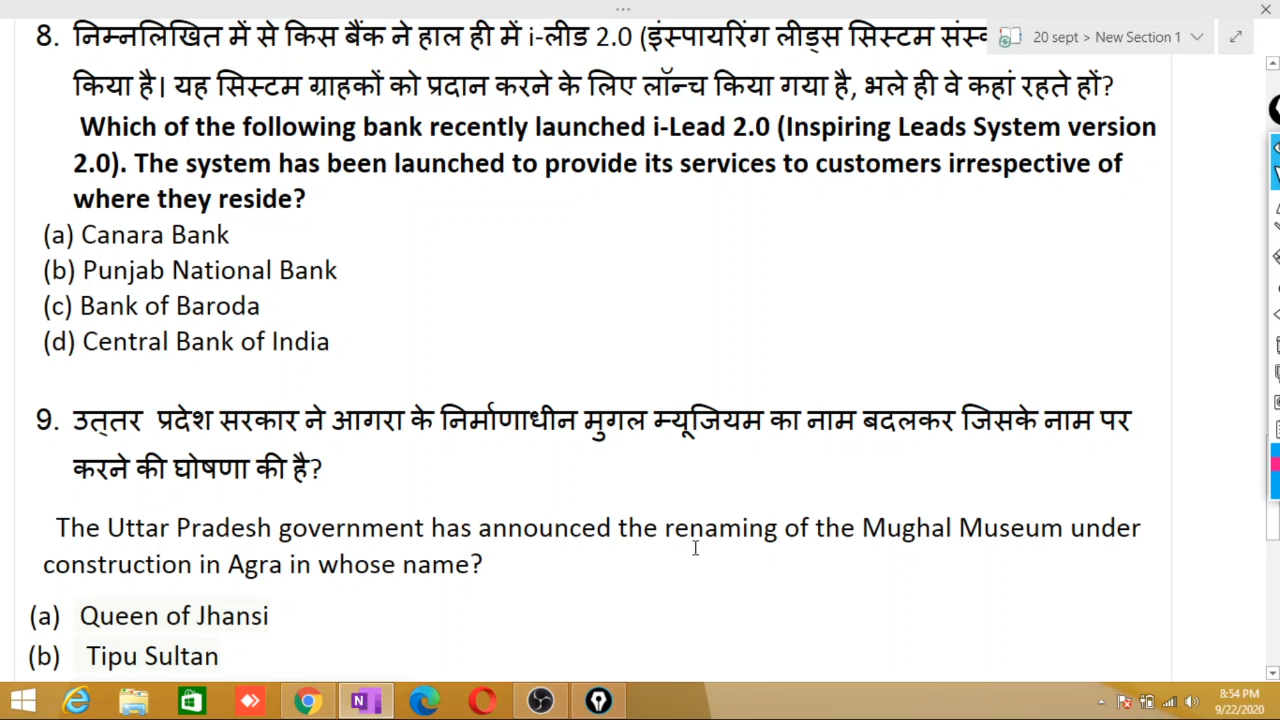 ...
20 sept > New Section 1
8. निम्नलिखित में से किस बैंक ने हाल ही में i-लीड 2.0 (इंस्पायरिंग लीड्स सिस्टम
किया है। यह सिस्टम ग्राहकों को प्रदान करने के लिए लॉन्च किया गया है, भले ही वे कहां रहते हों?
Which of the following bank recently launched i-Lead 2.0 (Inspiring Leads System version
2.0). The system has been launched to provide its services to customers irrespective of
where they reside?
(a) Canara Bank
(b) Punjab National Bank
(c) Bank of Baroda
(d) Central Bank of India
9. उत्तर प्रदेश सरकार ने आगरा के निर्माणाधीन मुगल म्यूजियम का नाम बदलकर जिसके नाम पर
करने की घोषणा की है?
The Uttar Pradesh government has announced the renaming of the Mughal Museum under
construction in Agra in whose name?
(a) Queen of Jhansi
(b) Tipu Sultan
8:54 PM
9/22/2020